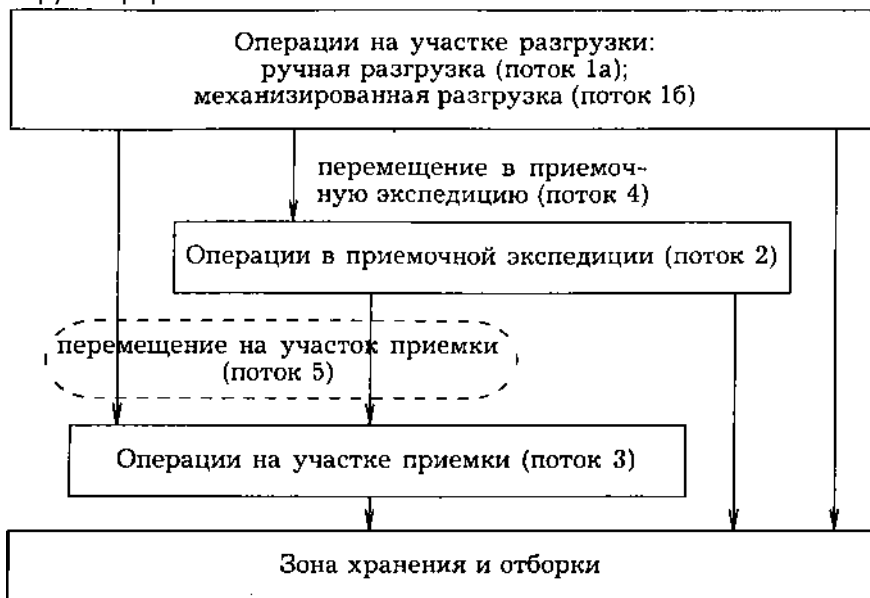 Операции на участке разгрузки:
ручная разгрузка (поток 1а);
механизированная разгрузка (поток 1б)
перемещение в приемоч-
ную экспедицию (поток 4)
Операции в приемочной экспедиции (поток 2)
перемещение на участок приемки
(поток 5)
Операции на участке приемки (поток 3)
Зона хранения и отборки